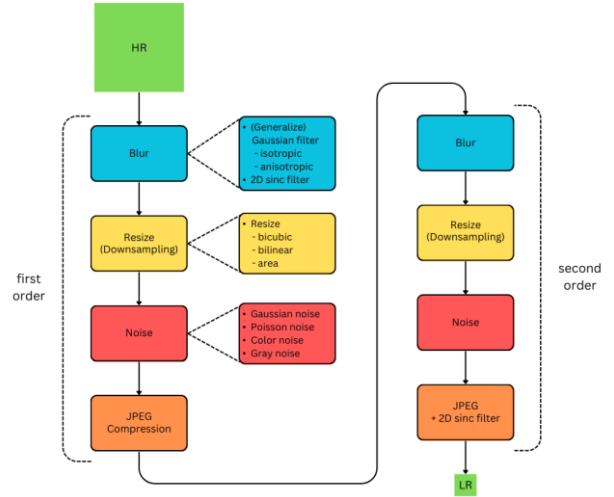 HR
first
order
Blur
• (Generalize)
Gaussian filter
- isotropic
- anisotropic
• 2D sinc filter
Resize
(Downsampling)
• Resize
- bicubic
- bilinear
- area
Noise
• Gaussian noise
• Poisson noise
• Color noise
• Gray noise
JPEG
Compression
Blur
Resize
(Downsampling)
Noise
JPEG
+ 2D sinc filter
LR
second
order